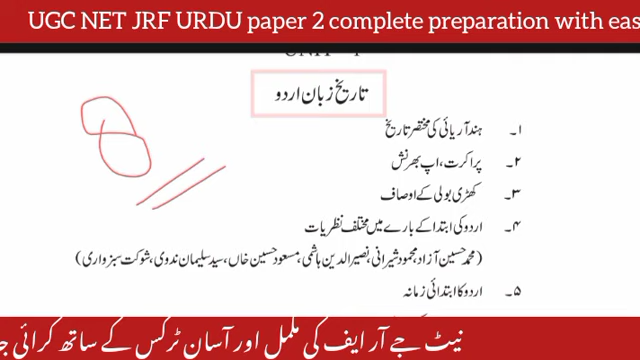 UGC NET JRF URDU paper 2 complete preparation with eas
تاریخ زبان اردو
۱۔ ہند آریائی کی مختصر تاریخ
۲۔ پراکرت، اپ بھرنش
۳۔ کھڑی بولی کے اوصاف
۴۔ اردو کی ابتدا کے بارے میں مختلف نظریات
(محمد حسین آزاد، محمود شیرانی، نصیر الدین ہاشمی، مسعود حسین خاں، سید سلیمان ندوی، شوکت سبزواری)
۵۔ اردو کا ابتدائی زمانہ
نیٹ جے آر ایف کی مکمل اور آسان ٹرکس کے ساتھ کرائی